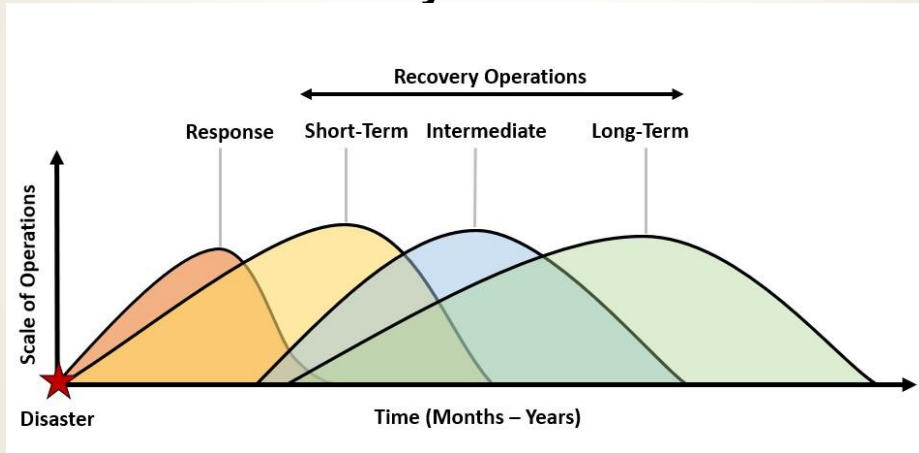 Recovery Operations
Response
Short-Term
Intermediate
Long-Term
Scale of Operations
Disaster
Time (Months – Years)